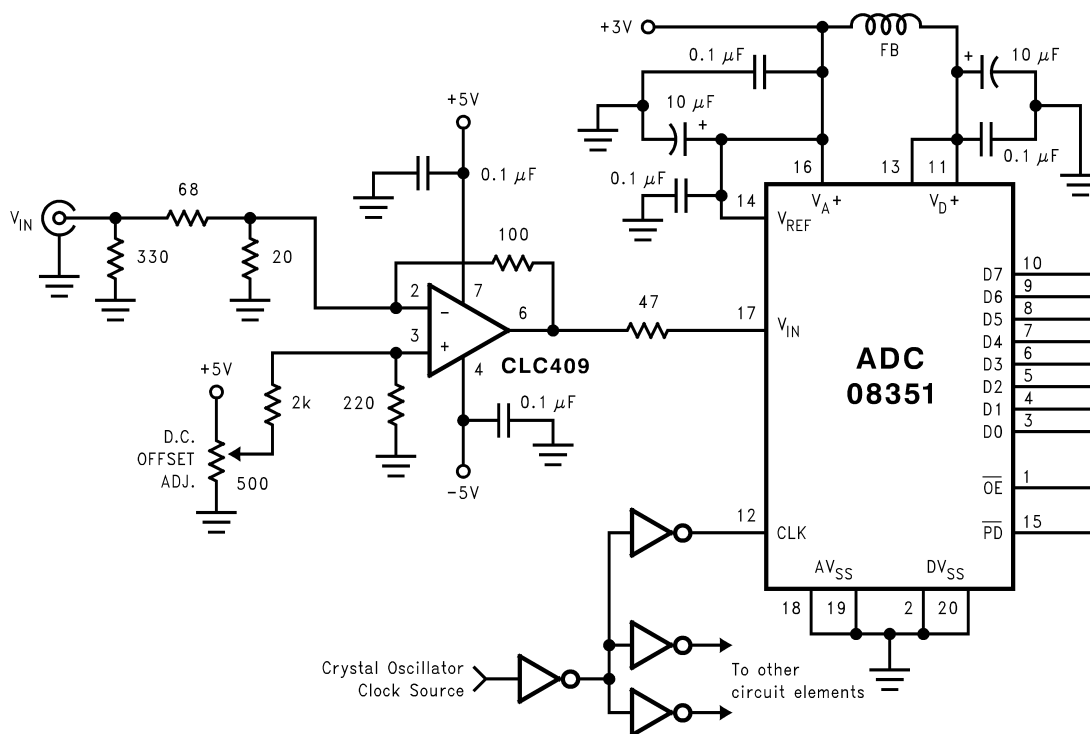 +3V
FB
0.1 μF
10 μF
10 μF
0.1 μF
0.1 μF
+5V
0.1 μF
16
13
11
14
VA+
VD+
VREF
VIN
68
330
20
100
2
7
3
6
4
−
+
CLC409
47
17
VIN
ADC
08351
D7 10
D6 9
D5 8
D4 7
D3 6
D2 5
D1 4
D0 3
OE 1
PD 15
+5V
2k
220
0.1 μF
D.C.
OFFSET
ADJ.
500
−5V
12
CLK
AVSS
DVSS
18
19
2
20
Crystal Oscillator
Clock Source
To other
circuit elements
+
+